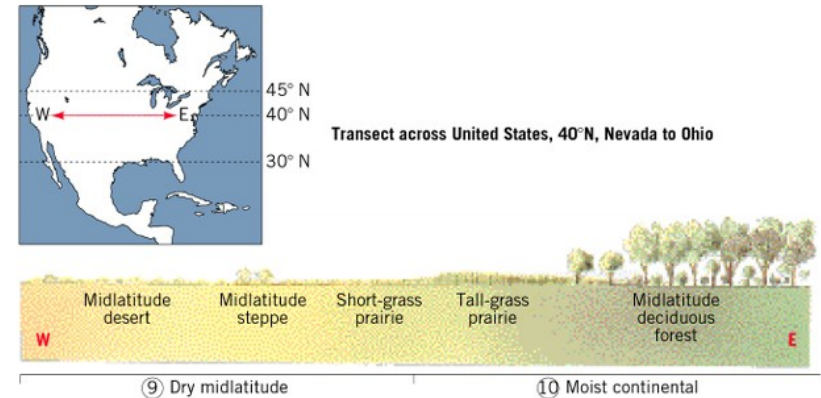 45° N
W E
40° N
Transect across United States, 40°N, Nevada to Ohio
30° N
Midlatitude
desert
Midlatitude
steppe
Short-grass
prairie
Tall-grass
prairie
Midlatitude
deciduous
forest
W
E
⑨ Dry midlatitude
⑩ Moist continental